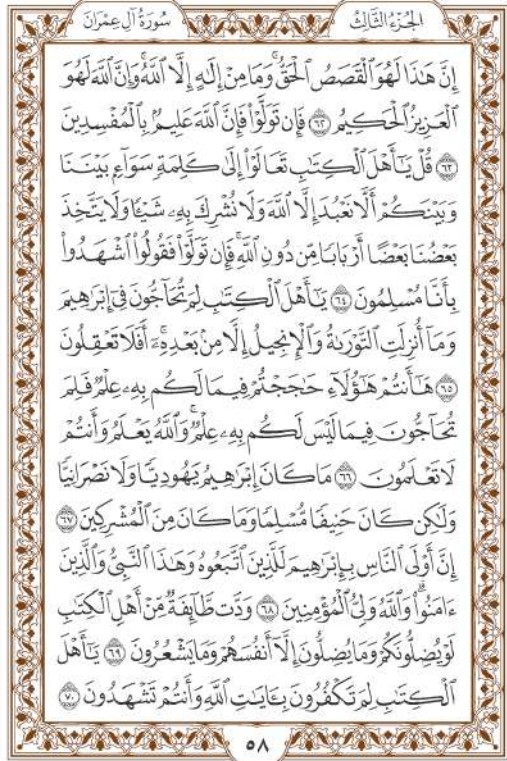 الجزء الثالث
سورة آل عمران
إِنَّ هَٰذَا لَهُوَ ٱلْقَصَصُ ٱلْحَقُّ ۚ وَمَا مِنْ إِلَٰهٍ إِلَّا ٱللَّهُ ۚ وَإِنَّ ٱللَّهَ لَهُوَ
ٱلْعَزِيزُ ٱلْحَكِيمُ ٦٢ فَإِن تَوَلَّوْا۟ فَإِنَّ ٱللَّهَ عَلِيمٌۢ بِٱلْمُفْسِدِينَ
٦٣ قُلْ يَٰٓأَهْلَ ٱلْكِتَٰبِ تَعَالَوْا۟ إِلَىٰ كَلِمَةٍ سَوَآءٍۭ بَيْنَنَا
وَبَيْنَكُمْ أَلَّا نَعْبُدَ إِلَّا ٱللَّهَ وَلَا نُشْرِكَ بِهِۦ شَيْـًٔا وَلَا يَتَّخِذَ
بَعْضُنَا بَعْضًا أَرْبَابًا مِّن دُونِ ٱللَّهِ ۚ فَإِن تَوَلَّوْا۟ فَقُولُوا۟ ٱشْهَدُوا۟
بِأَنَّا مُسْلِمُونَ ٦٤ يَٰٓأَهْلَ ٱلْكِتَٰبِ لِمَ تُحَآجُّونَ فِىٓ إِبْرَٰهِيمَ
وَمَآ أُنزِلَتِ ٱلتَّوْرَىٰةُ وَٱلْإِنجِيلُ إِلَّا مِنۢ بَعْدِهِۦٓ ۚ أَفَلَا تَعْقِلُونَ
٦٥ هَٰٓأَنتُمْ هَٰٓؤُلَآءِ حَٰجَجْتُمْ فِيمَا لَكُم بِهِۦ عِلْمٌ فَلِمَ
تُحَآجُّونَ فِيمَا لَيْسَ لَكُم بِهِۦ عِلْمٌ ۚ وَٱللَّهُ يَعْلَمُ وَأَنتُمْ
لَا تَعْلَمُونَ ٦٦ مَا كَانَ إِبْرَٰهِيمُ يَهُودِيًّا وَلَا نَصْرَانِيًّا
وَلَٰكِن كَانَ حَنِيفًا مُّسْلِمًا وَمَا كَانَ مِنَ ٱلْمُشْرِكِينَ ٦٧
إِنَّ أَوْلَى ٱلنَّاسِ بِإِبْرَٰهِيمَ لَلَّذِينَ ٱتَّبَعُوهُ وَهَٰذَا ٱلنَّبِىُّ وَٱلَّذِينَ
ءَامَنُوا۟ ۗ وَٱللَّهُ وَلِىُّ ٱلْمُؤْمِنِينَ ٦٨ وَدَّت طَّآئِفَةٌ مِّنْ أَهْلِ ٱلْكِتَٰبِ
لَوْ يُضِلُّونَكُمْ وَمَا يُضِلُّونَ إِلَّآ أَنفُسَهُمْ وَمَا يَشْعُرُونَ ٦٩ يَٰٓأَهْلَ
ٱلْكِتَٰبِ لِمَ تَكْفُرُونَ بِـَٔايَٰتِ ٱللَّهِ وَأَنتُمْ تَشْهَدُونَ ٧٠
٥٨